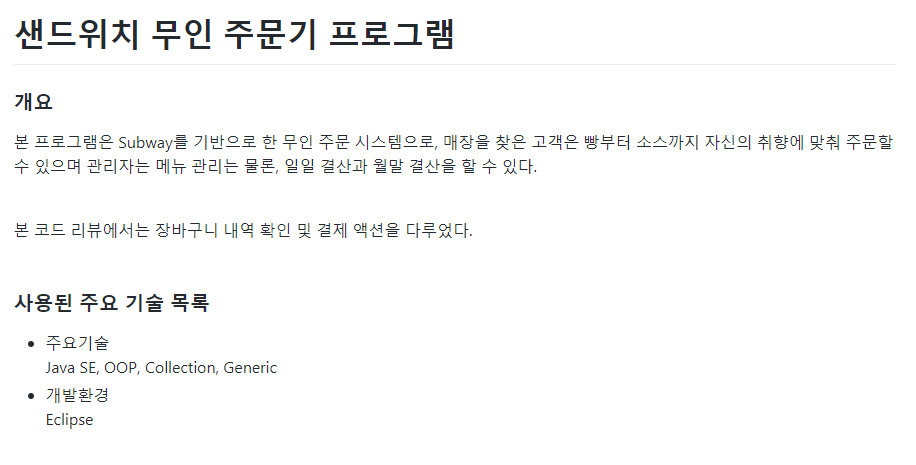 샌드위치 무인 주문기 프로그램
개요
본 프로그램은 Subway를 기반으로 한 무인 주문 시스템으로, 매장을 찾은 고객은 빵부터 소스까지 자신의 취향에 맞춰 주문할
수 있으며 관리자는 메뉴 관리는 물론, 일일 결산과 월말 결산을 할 수 있다.
본 코드 리뷰에서는 장바구니 내역 확인 및 결제 액션을 다루었다.
사용된 주요 기술 목록
주요기술
Java SE, OOP, Collection, Generic
개발환경
Eclipse